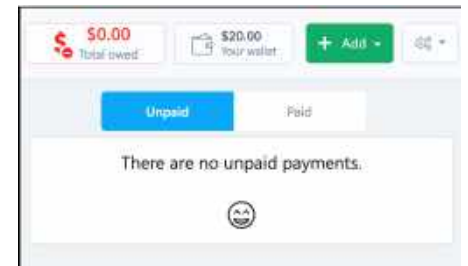 $0.00
Total owed
$20.00
Your wallet
+ Add
Unpaid
Paid
There are no unpaid payments.